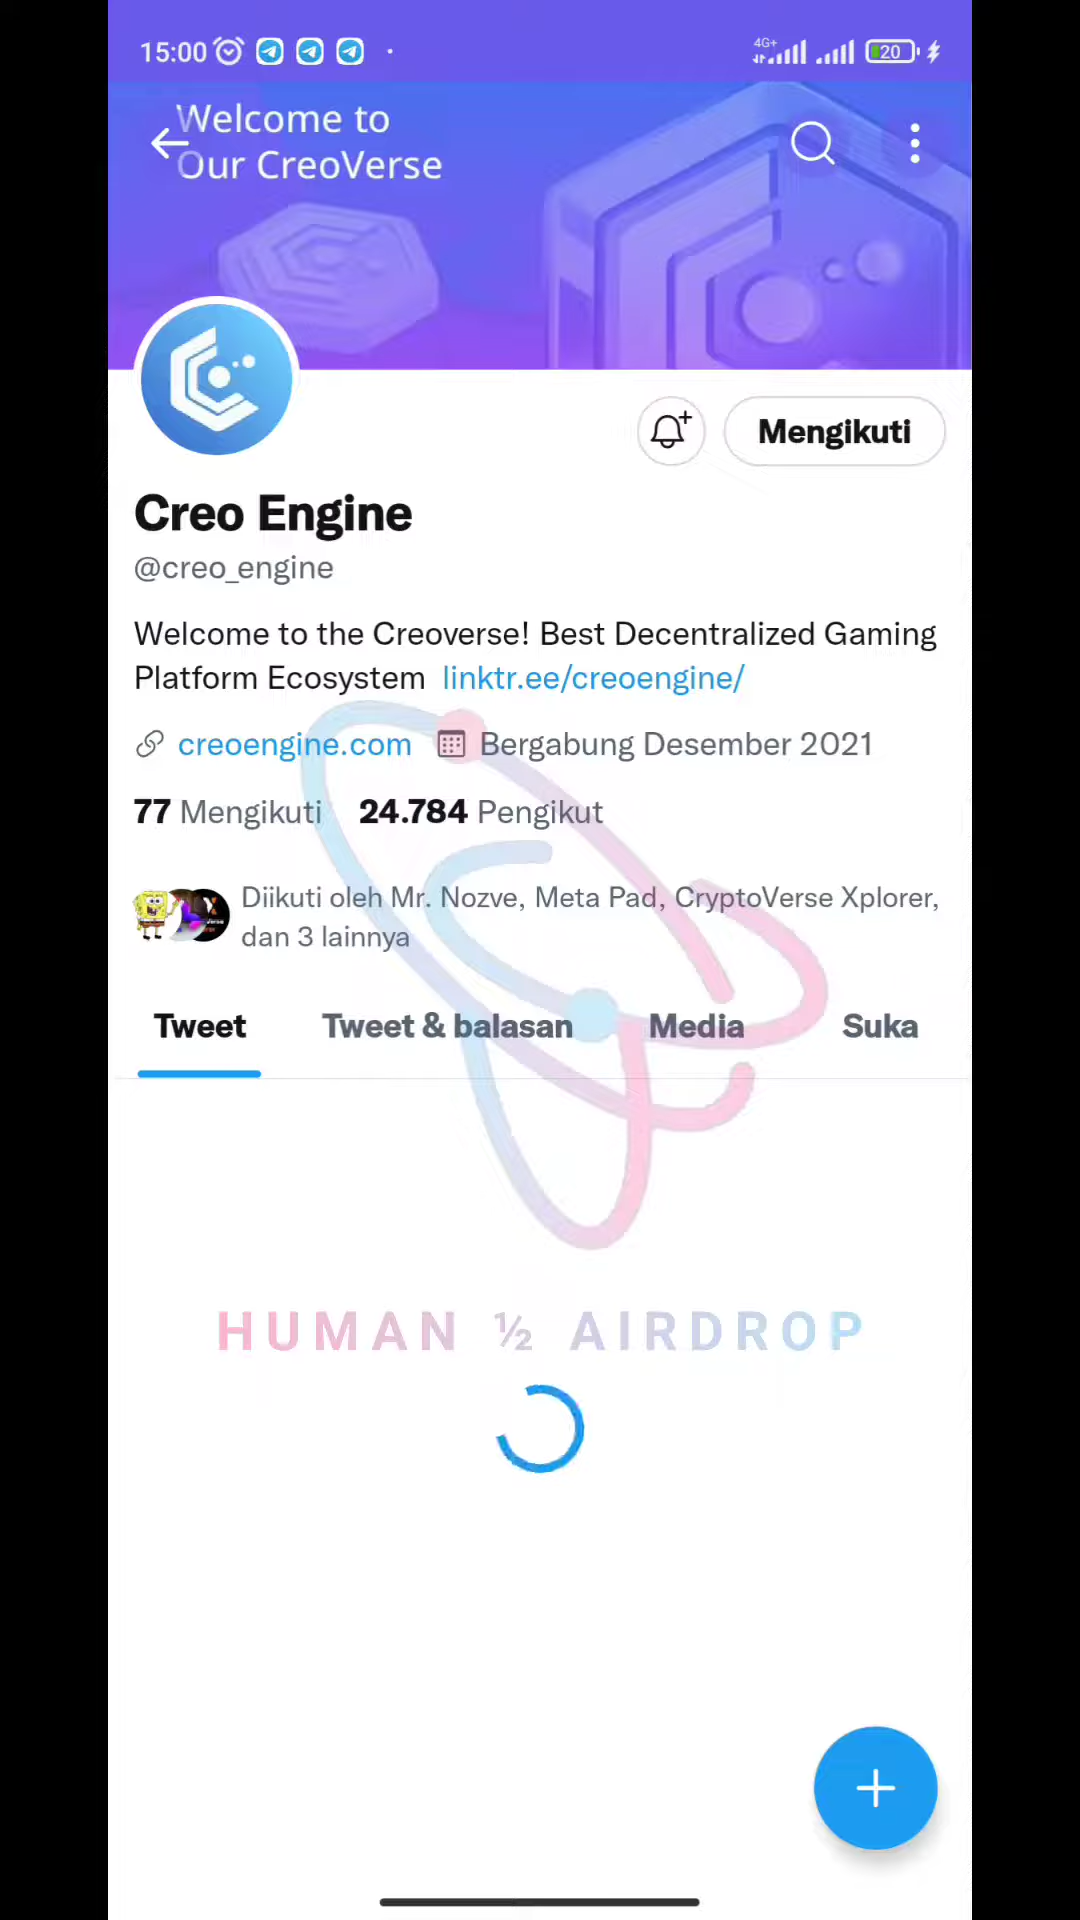 15:00
4G+
20
Welcome to
Our CreoVerse
Mengikuti
Creo Engine
@creo_engine
Welcome to the Creoverse! Best Decentralized Gaming
Platform Ecosystem linktr.ee/creoengine/
creoengine.com Bergabung Desember 2021
77 Mengikuti 24.784 Pengikut
Diikuti oleh Mr. Nozve, Meta Pad, CryptoVerse Xplorer,
dan 3 lainnya
Tweet Tweet & balasan Media Suka
HUMAN ½ AIRDROP